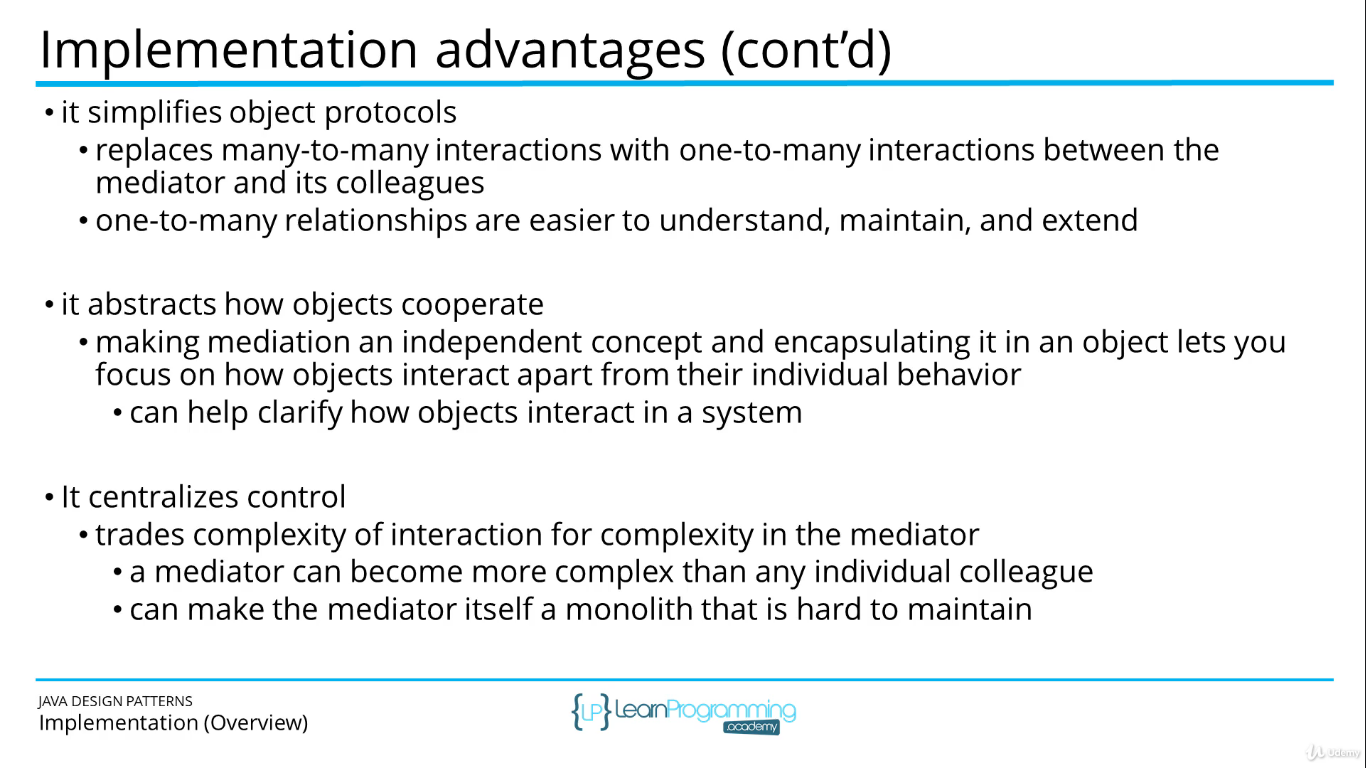 Implementation advantages (cont’d)
• it simplifies object protocols
• replaces many-to-many interactions with one-to-many interactions between the
mediator and its colleagues
• one-to-many relationships are easier to understand, maintain, and extend
• it abstracts how objects cooperate
• making mediation an independent concept and encapsulating it in an object lets you
focus on how objects interact apart from their individual behavior
• can help clarify how objects interact in a system
• It centralizes control
• trades complexity of interaction for complexity in the mediator
• a mediator can become more complex than any individual colleague
• can make the mediator itself a monolith that is hard to maintain
JAVA DESIGN PATTERNS
Implementation (Overview)
{LP} LearnProgramming
.academy
Udemy